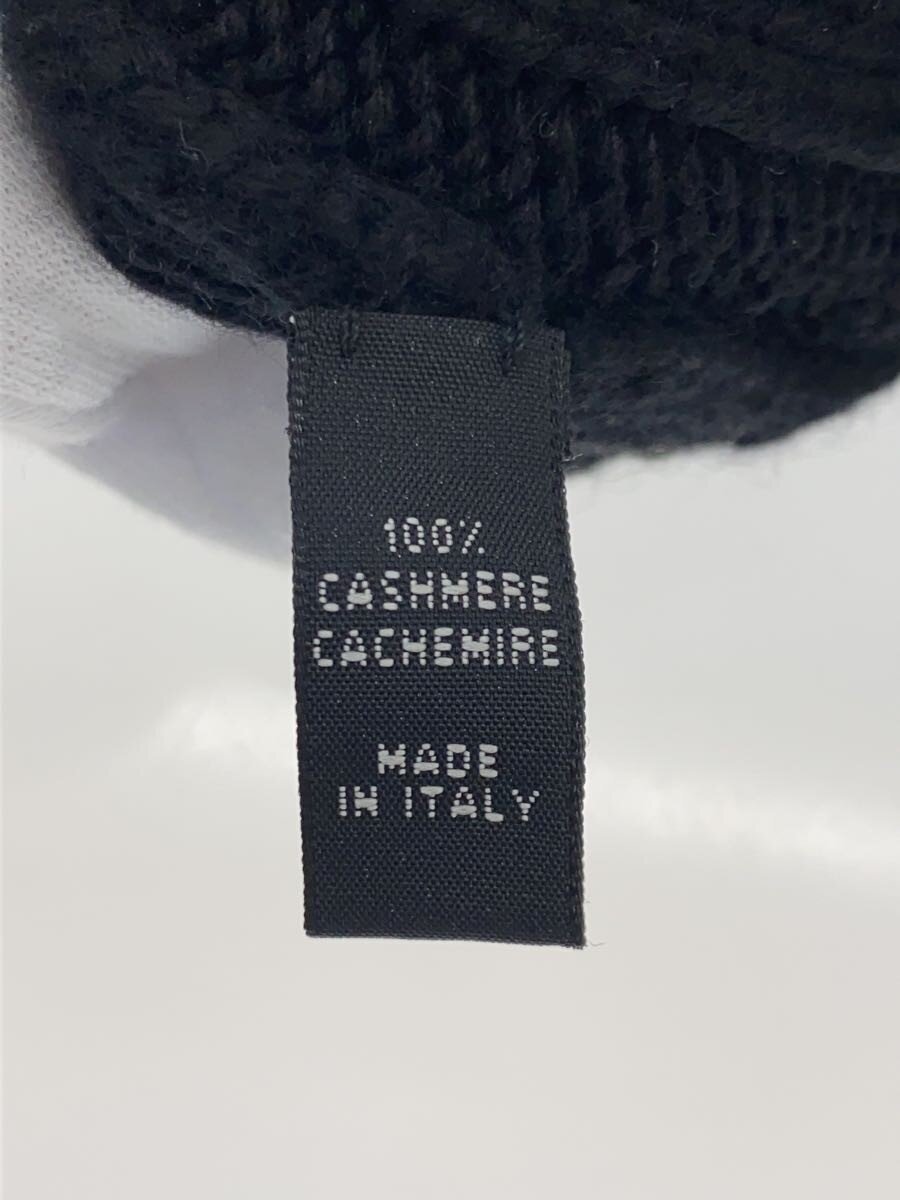 100%
CASHMERE
CACHEMIRE
MADE
IN ITALY